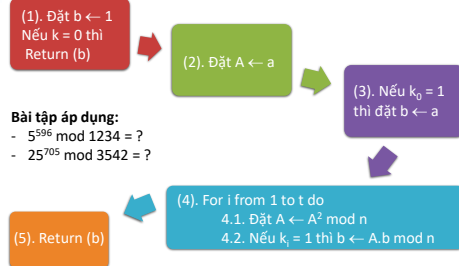 (1). Đặt b ← 1
Nếu k = 0 thì
Return (b)
(2). Đặt A ← a
(3). Nếu k₀ = 1
thì đặt b ← a
Bài tập áp dụng:
- 5⁵⁹⁶ mod 1234 = ?
- 25⁷⁰⁵ mod 3542 = ?
(4). For i from 1 to t do
4.1. Đặt A ← A² mod n
4.2. Nếu kᵢ = 1 thì b ← A.b mod n
(5). Return (b)